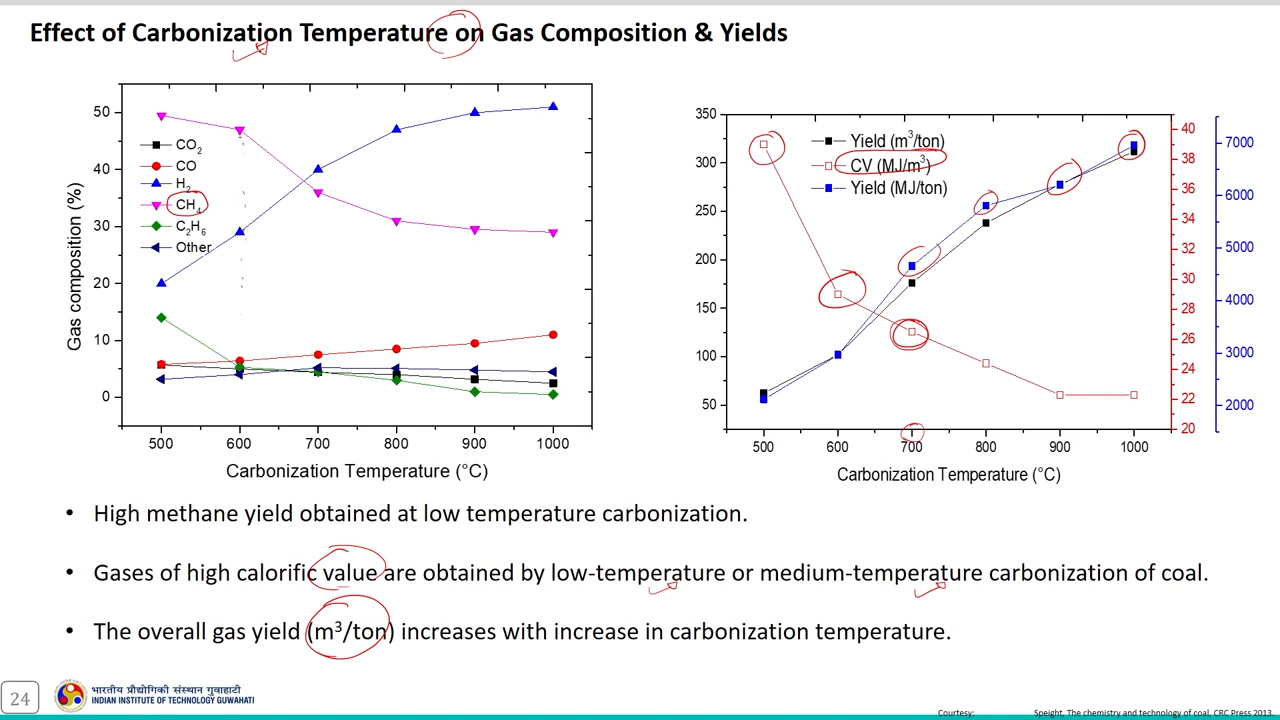 Effect of Carbonization Temperature on Gas Composition & Yields
50
40
30
20
10
0
Gas composition (%)
CO₂
CO
H₂
CH₄
C₂H₆
Other
500 600 700 800 900 1000
Carbonization Temperature (°C)
350
300
250
200
150
100
50
Yield (m³/ton)
CV (MJ/m³)
Yield (MJ/ton)
40
38
36
34
32
30
28
26
24
22
20
7000
6000
5000
4000
3000
2000
500 600 700 800 900 1000
Carbonization Temperature (°C)
• High methane yield obtained at low temperature carbonization.
• Gases of high calorific value are obtained by low-temperature or medium-temperature carbonization of coal.
• The overall gas yield (m³/ton) increases with increase in carbonization temperature.
24
भारतीय प्रौद्योगिकी संस्थान गुवाहाटी
INDIAN INSTITUTE OF TECHNOLOGY GUWAHATI
Courtesy: Speight, The chemistry and technology of coal, CRC Press 2013.